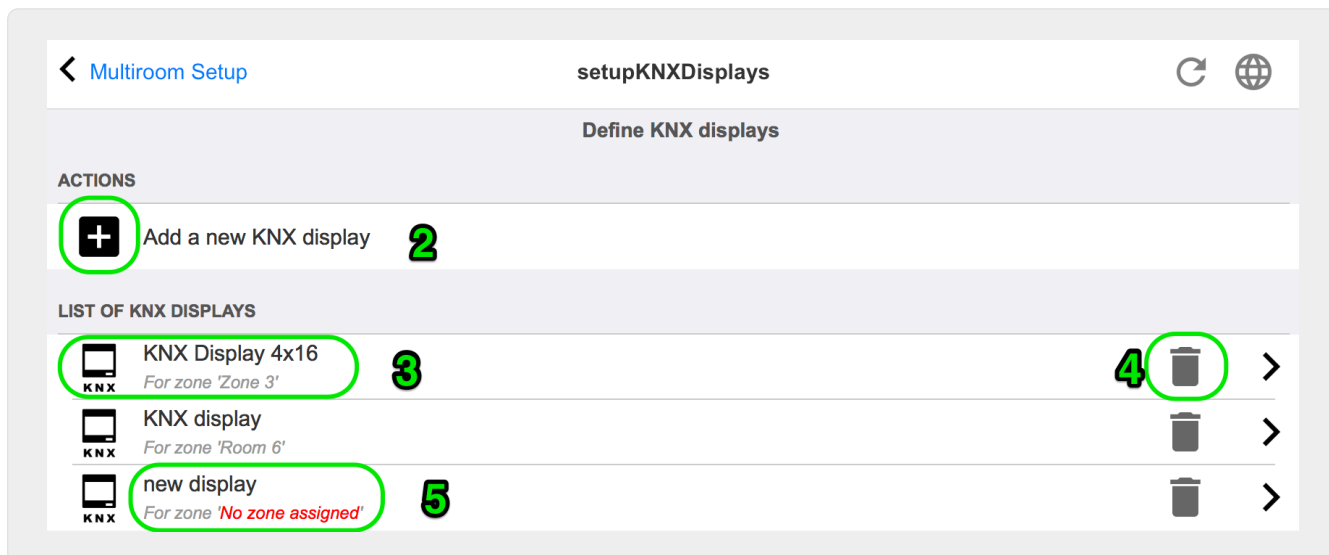 Multiroom Setup setupKNXDisplays
Define KNX displays
ACTIONS
Add a new KNX display 2
LIST OF KNX DISPLAYS
KNX Display 4x16
KNX For zone 'Zone 3' 3 4
KNX display
KNX For zone 'Room 6'
new display
KNX For zone 'No zone assigned' 5